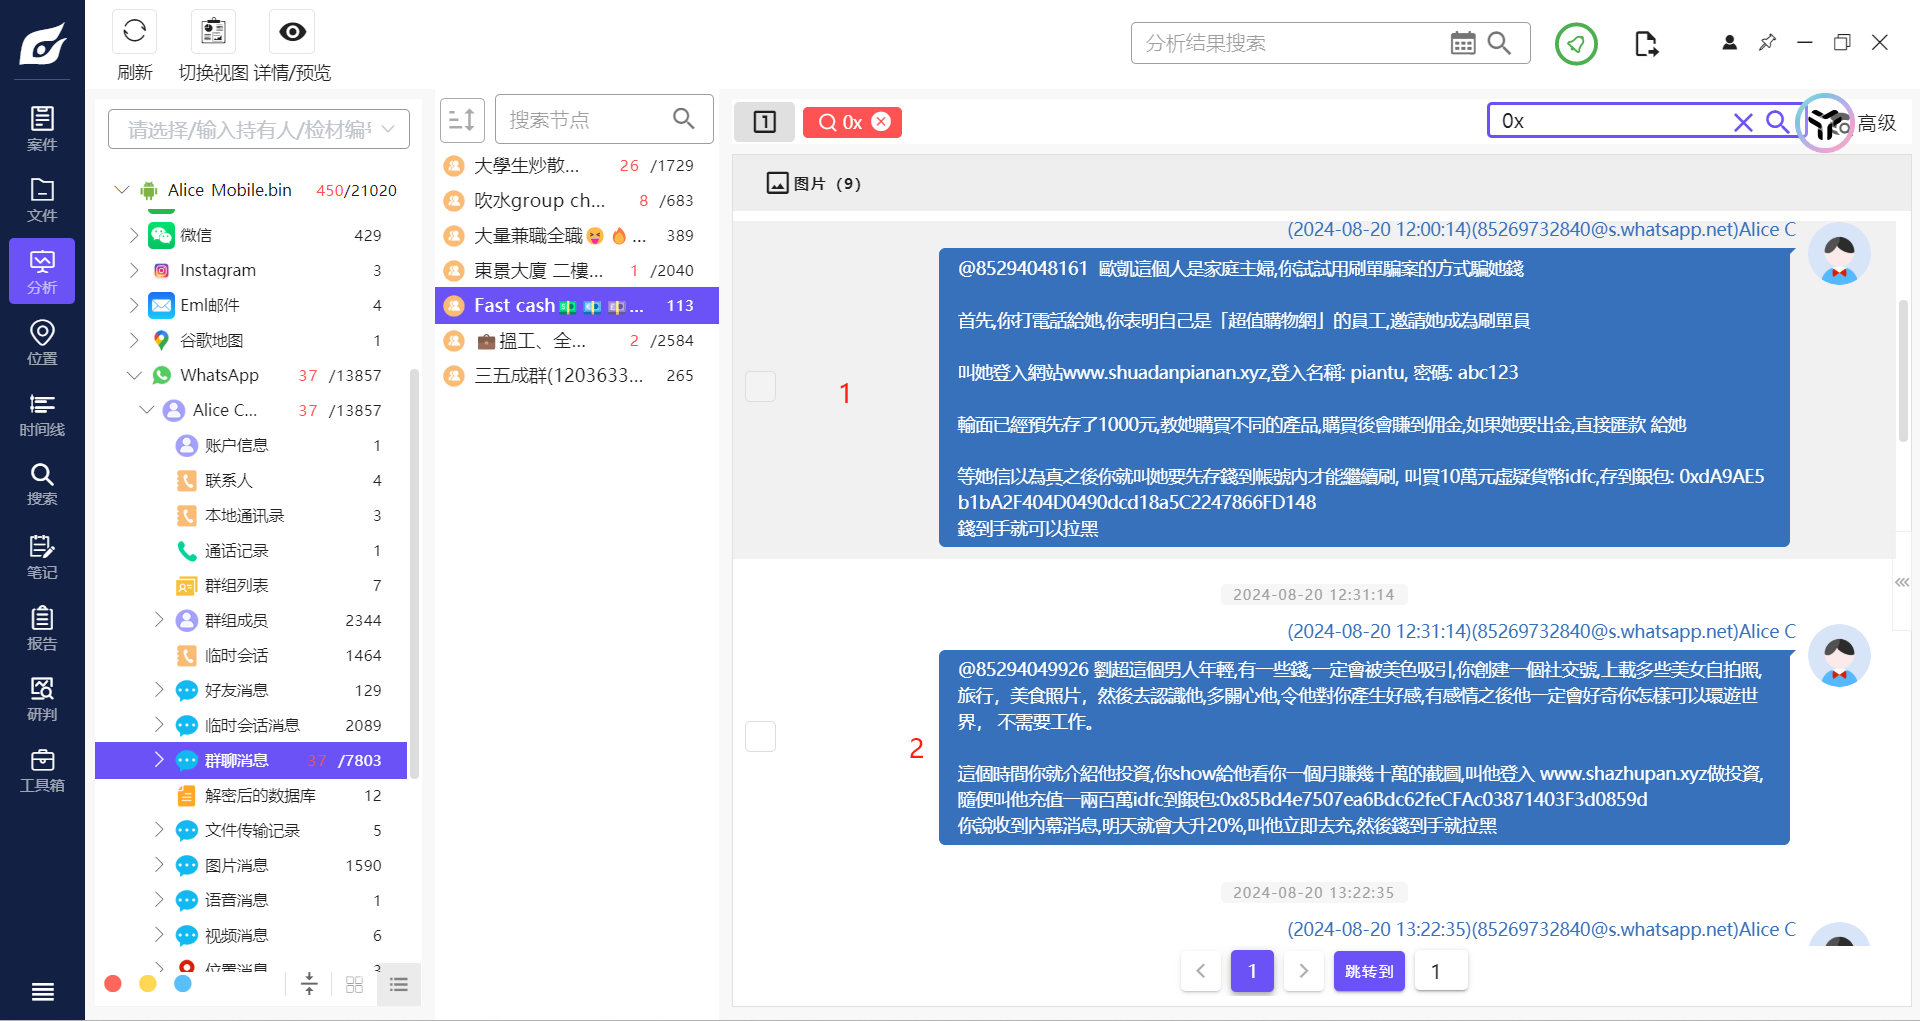 刷新
切换视图
详情/预览
分析结果搜索
案件
文件
分析
位置
时间线
搜索
笔记
报告
研判
工具箱
请选择/输入持有人/检材编号
Alice Mobile.bin 450/21020
微信 429
Instagram 3
Eml邮件 4
谷歌地图 1
WhatsApp 37 /13857
Alice C... 37 /13857
账户信息 1
联系人 4
本地通讯录 3
通话记录 1
群组列表 7
群组成员 2344
临时会话 1464
好友消息 129
临时会话消息 2089
群聊消息 37 /7803
解密后的数据库 12
文件传输记录 5
图片消息 1590
语音消息 1
视频消息 6
位置消息 3
搜索节点
大學生炒散... 26 /1729
吹水group ch... 8 /683
大量兼職全職😝🔥... 389
東景大廈 二樓... 1 /2040
Fast cash💵💶💷... 113
💼搵工、全... 2 /2584
三五成群(1203633... 265
1
0x
0x
高级
图片 (9)
(2024-08-20 12:00:14)(85269732840@s.whatsapp.net)Alice C
@85294048161 歐凱這個人是家庭主婦,你試試用刷單騙案的方式騙她錢
首先,你打電話給她,你表明自己是「超值購物網」的員工,邀請她成為刷單員
叫她登入網站www.shuadanpianan.xyz,登入名稱: piantu, 密碼: abc123
輸面已經預先存了1000元,教她購買不同的產品,購買後會賺到佣金,如果她要出金,直接匯款 給她
等她信以為真之後你就叫她要先存錢到帳號內才能繼續刷, 叫買10萬元虛疑貨幣idfc,存到銀包: 0xdA9AE5
b1bA2F404D0490dcd18a5C2247866FD148
錢到手就可以拉黑
1
2024-08-20 12:31:14
(2024-08-20 12:31:14)(85269732840@s.whatsapp.net)Alice C
@85294049926 劉超這個男人年輕,有一些錢,一定會被美色吸引,你創建一個社交號,上載多些美女自拍照,
旅行，美食照片，然後去認識他,多關心他,令他對你產生好感,有感情之後他一定會好奇你怎樣可以環遊世
界， 不需要工作。
這個時間你就介紹他投資,你show給他看你一個月賺幾十萬的截圖,叫他登入 www.shazhupan.xyz做投資,
隨便叫他充值一兩百萬idfc到銀包:0x85Bd4e7507ea6Bdc62feCFAc03871403F3d0859d
你說收到內幕消息,明天就會大升20%,叫他立即去充,然後錢到手就拉黑
2
2024-08-20 13:22:35
(2024-08-20 13:22:35)(85269732840@s.whatsapp.net)Alice C
1
跳转到
1